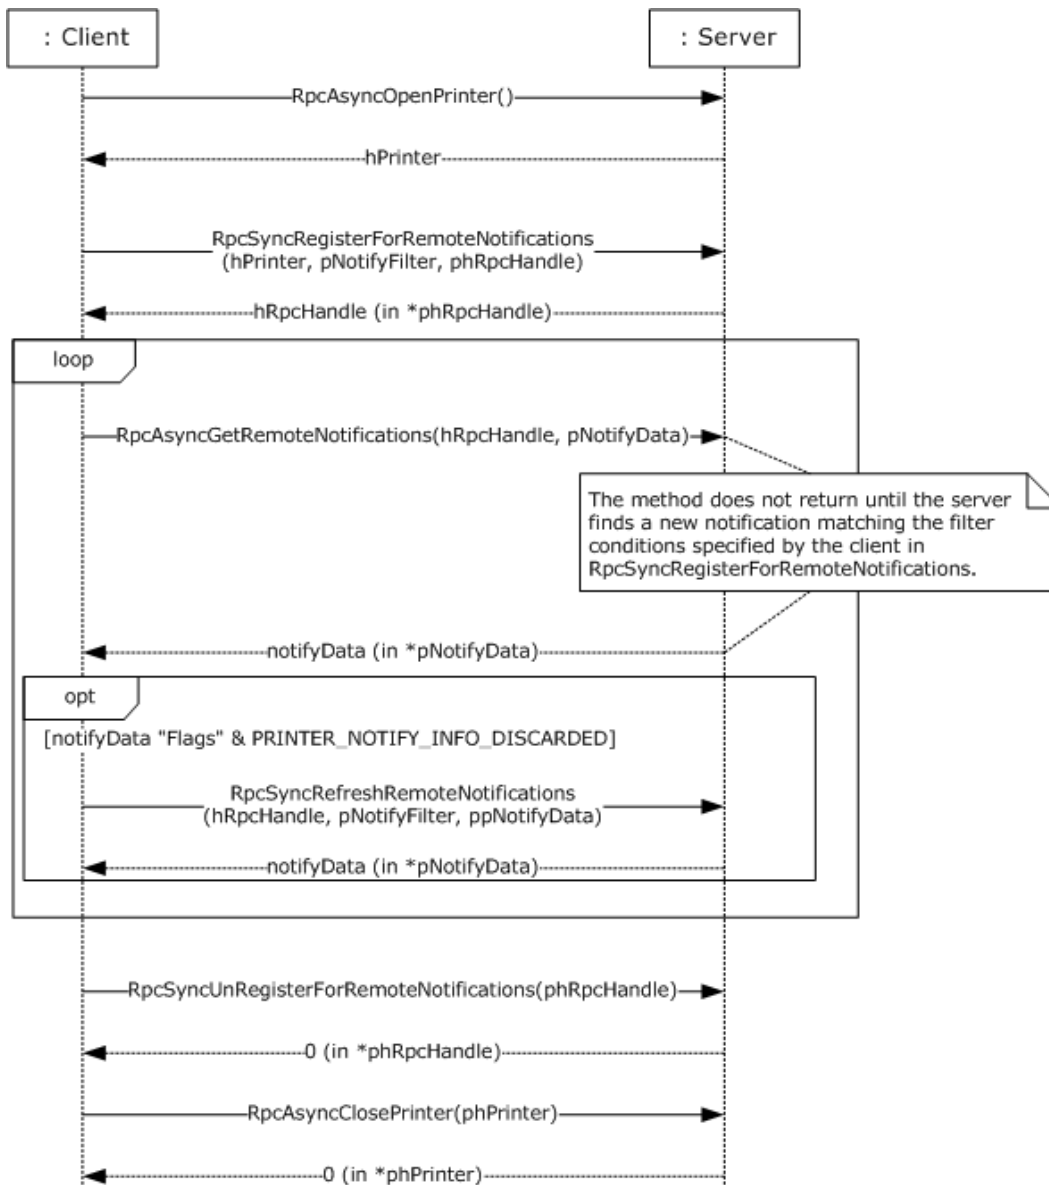 : Client
: Server
RpcAsyncOpenPrinter()
hPrinter
RpcSyncRegisterForRemoteNotifications
(hPrinter, pNotifyFilter, phRpcHandle)
hRpcHandle (in *phRpcHandle)
loop
RpcAsyncGetRemoteNotifications(hRpcHandle, pNotifyData)
The method does not return until the server
finds a new notification matching the filter
conditions specified by the client in
RpcSyncRegisterForRemoteNotifications.
notifyData (in *pNotifyData)
opt
[notifyData "Flags" & PRINTER_NOTIFY_INFO_DISCARDED]
RpcSyncRefreshRemoteNotifications
(hRpcHandle, pNotifyFilter, ppNotifyData)
notifyData (in *pNotifyData)
RpcSyncUnRegisterForRemoteNotifications(phRpcHandle)
0 (in *phRpcHandle)
RpcAsyncClosePrinter(phPrinter)
0 (in *phPrinter)